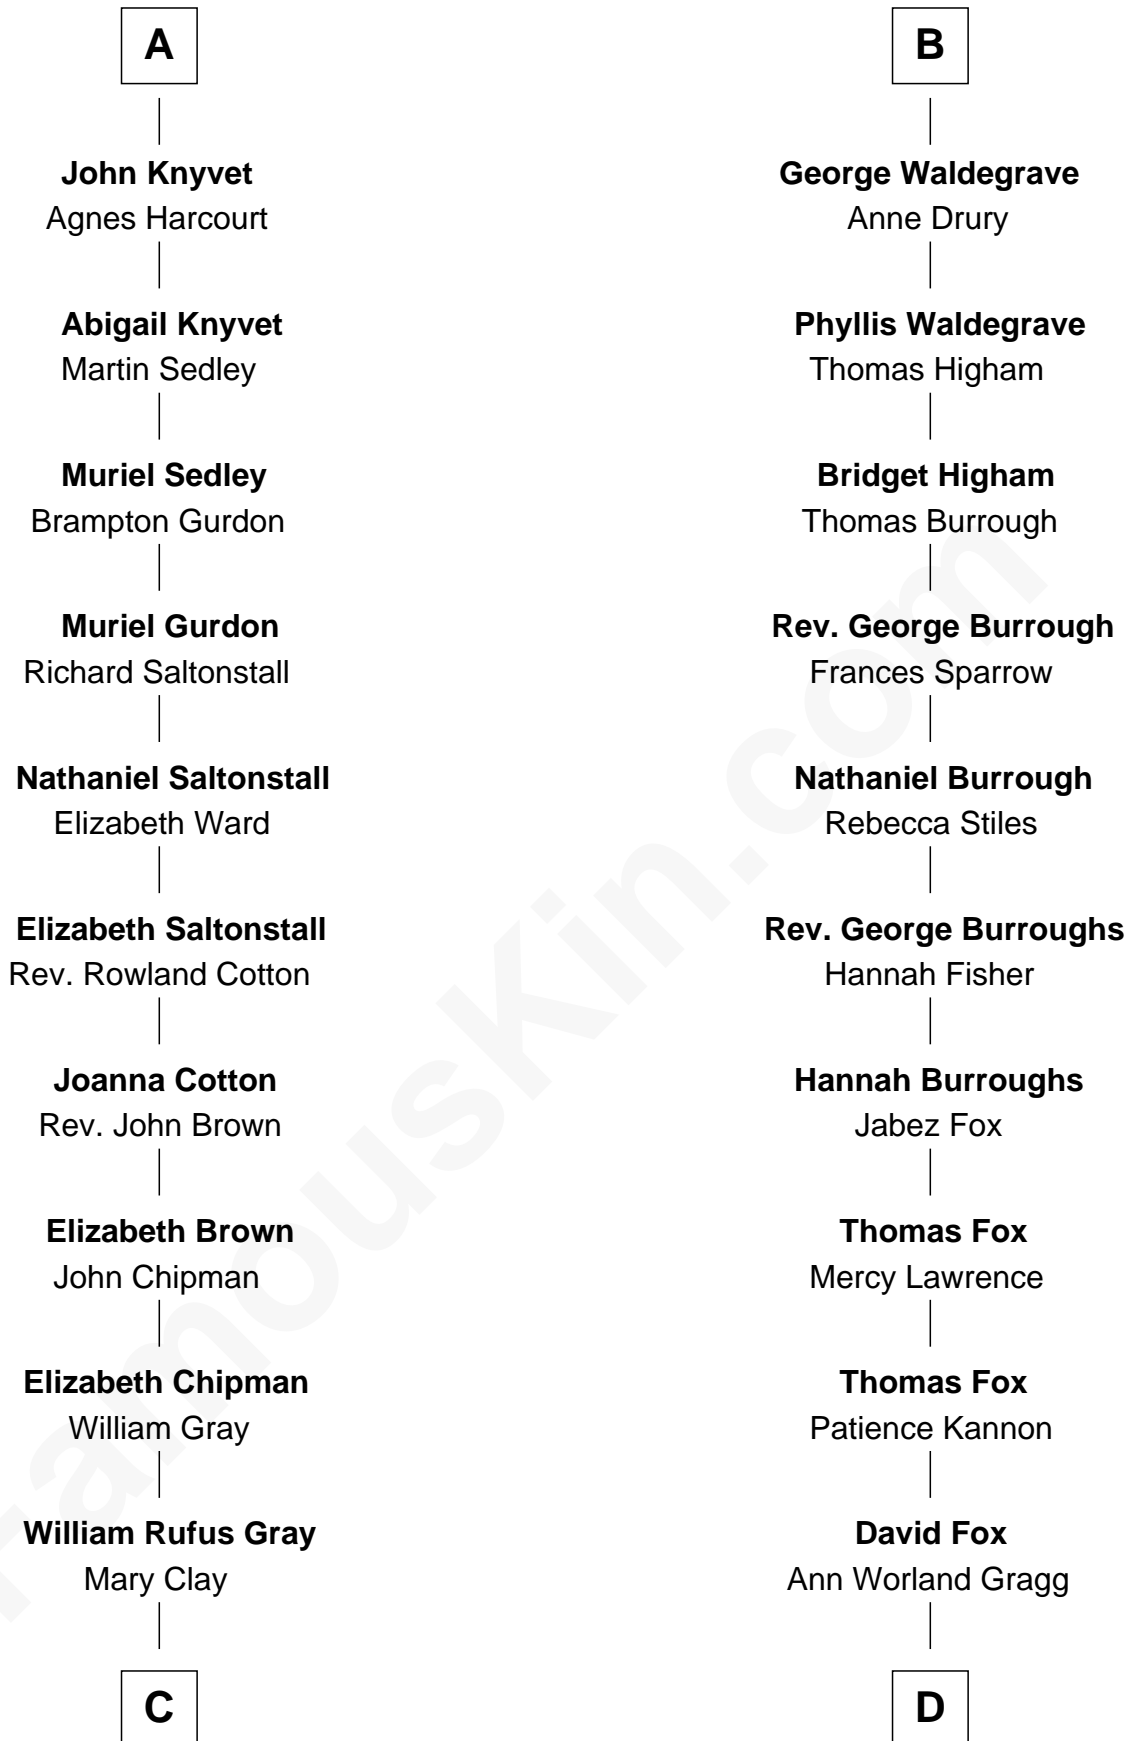 A
John Knyvet
Agnes Harcourt
Abigail Knyvet
Martin Sedley
Muriel Sedley
Brampton Gurdon
Muriel Gurdon
Richard Saltonstall
Nathaniel Saltonstall
Elizabeth Ward
Elizabeth Saltonstall
Rev. Rowland Cotton
Joanna Cotton
Rev. John Brown
Elizabeth Brown
John Chipman
Elizabeth Chipman
William Gray
William Rufus Gray
Mary Clay
C
B
George Waldegrave
Anne Drury
Phyllis Waldegrave
Thomas Higham
Bridget Higham
Thomas Burrough
Rev. George Burrough
Frances Sparrow
Nathaniel Burrough
Rebecca Stiles
Rev. George Burroughs
Hannah Fisher
Hannah Burroughs
Jabez Fox
Thomas Fox
Mercy Lawrence
Thomas Fox
Patience Kannon
David Fox
Ann Worland Gragg
D
FamousKin.com